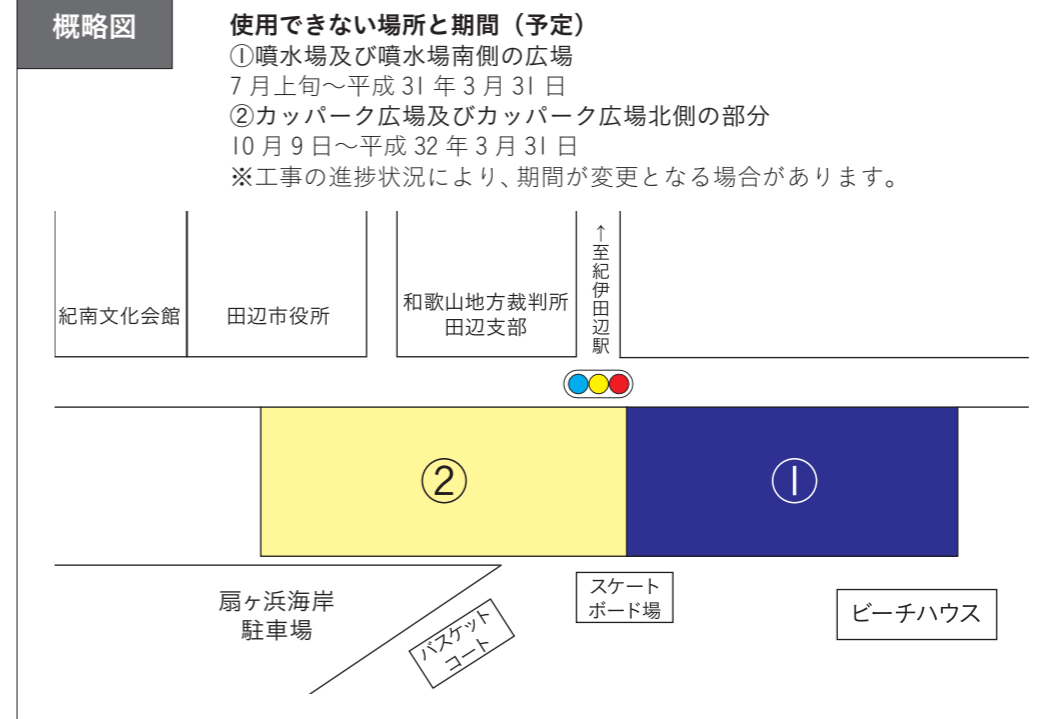 概略図
使用できない場所と期間（予定）
①噴水場及び噴水場南側の広場
7月上旬～平成31年3月31日
②カッパーク広場及びカッパーク広場北側の部分
10月9日～平成32年3月31日
※工事の進捗状況により、期間が変更となる場合があります。
紀南文化会館
田辺市役所
和歌山地方裁判所
田辺支部
↑至紀伊田辺駅
②
①
扇ヶ浜海岸
駐車場
バスケット
コート
スケート
ボード場
ビーチハウス